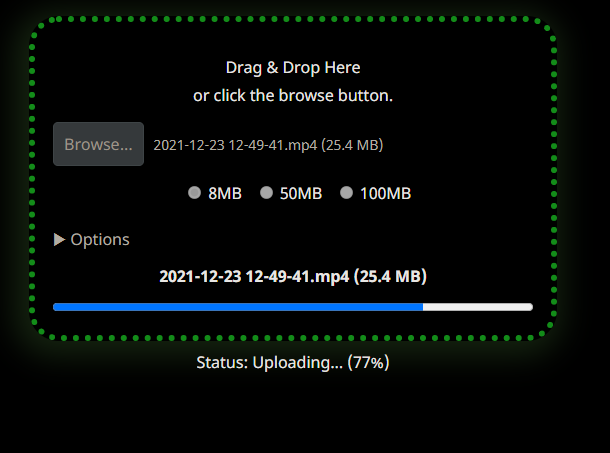 Drag & Drop Here
or click the browse button.
Browse... 2021-12-23 12-49-41.mp4 (25.4 MB)
8MB 50MB 100MB
Options
2021-12-23 12-49-41.mp4 (25.4 MB)
Status: Uploading... (77%)